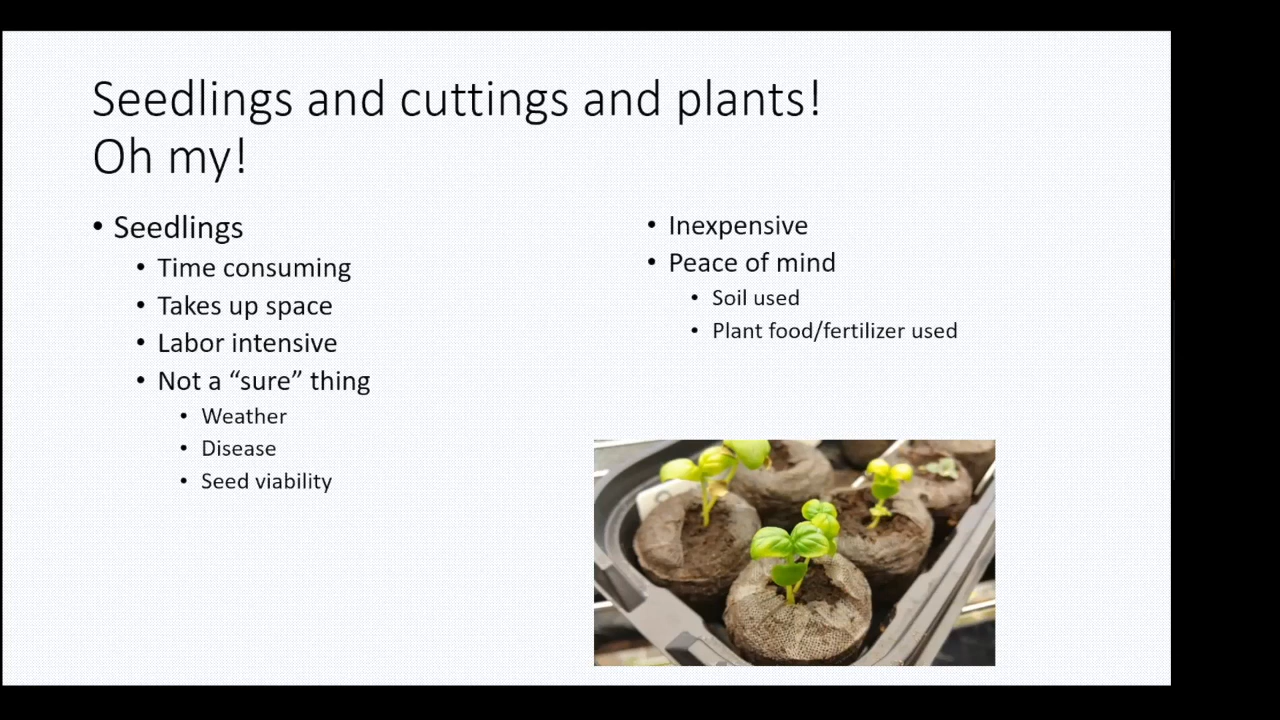 Seedlings and cuttings and plants!
Oh my!
• Seedlings
• Time consuming
• Takes up space
• Labor intensive
• Not a “sure” thing
• Weather
• Disease
• Seed viability
• Inexpensive
• Peace of mind
• Soil used
• Plant food/fertilizer used